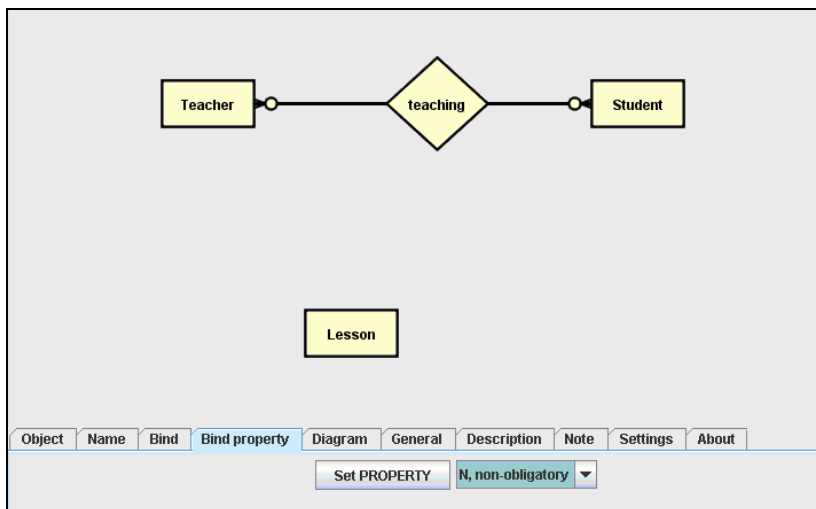 Teacher teaching Student
Lesson
Object Name Bind Bind property Diagram General Description Note Settings About
Set PROPERTY N, non-obligatory